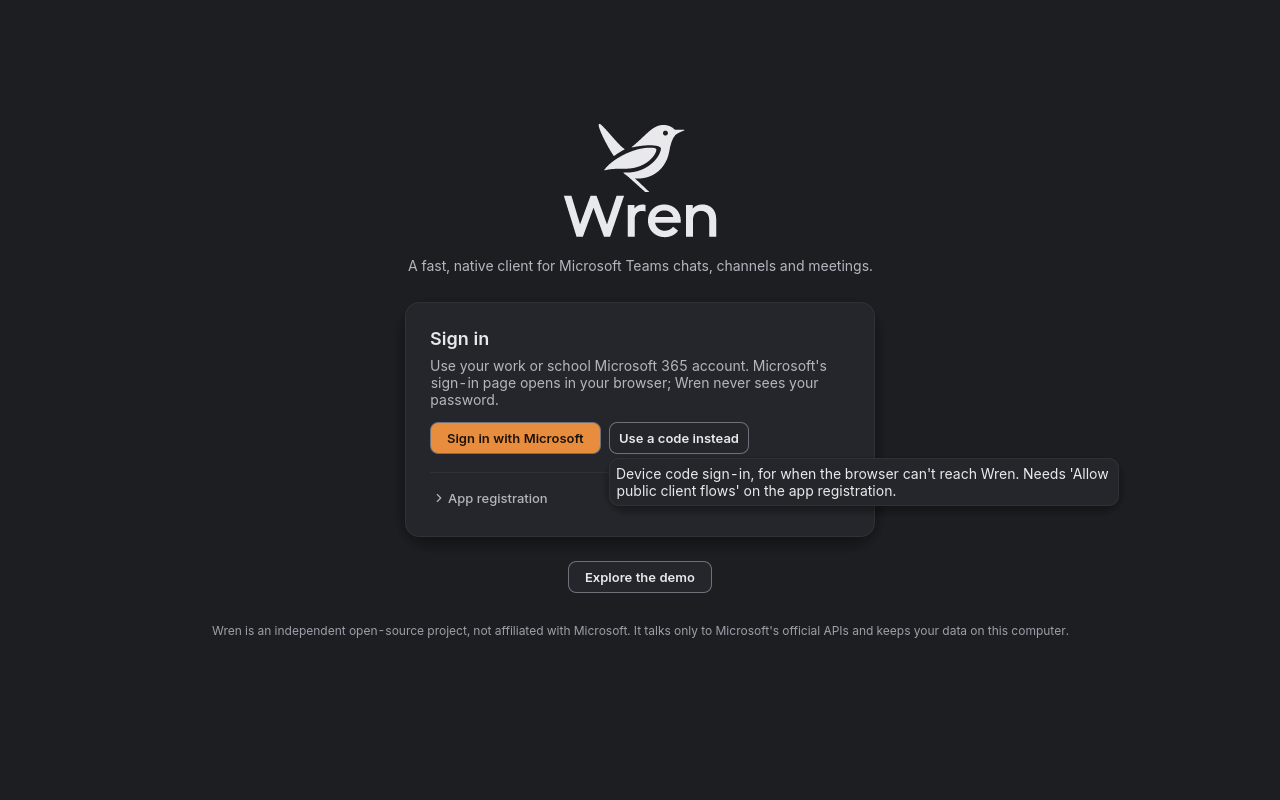 Wren
A fast, native client for Microsoft Teams chats, channels and meetings.
Sign in
Use your work or school Microsoft 365 account. Microsoft's
sign-in page opens in your browser; Wren never sees your
password.
Sign in with Microsoft
Use a code instead
Device code sign-in, for when the browser can't reach Wren. Needs 'Allow
public client flows' on the app registration.
App registration
Explore the demo
Wren is an independent open-source project, not affiliated with Microsoft. It talks only to Microsoft's official APIs and keeps your data on this computer.